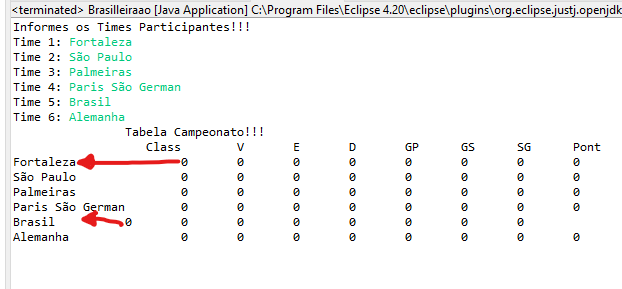 <terminated> Brasilleiraao [Java Application] C:\Program Files\Eclipse 4.20\eclipse\plugins\org.eclipse.justj.openjdk
Informes os Times Participantes!!!
Time 1: Fortaleza
Time 2: São Paulo
Time 3: Palmeiras
Time 4: Paris São German
Time 5: Brasil
Time 6: Alemanha
Tabela Campeonato!!!
Class V E D GP GS SG Pont
Fortaleza 0 0 0 0 0 0 0 0
São Paulo 0 0 0 0 0 0 0 0
Palmeiras 0 0 0 0 0 0 0 0
Paris São German 0 0 0 0 0 0 0 0
Brasil 0 0 0 0 0 0 0 0
Alemanha 0 0 0 0 0 0 0 0